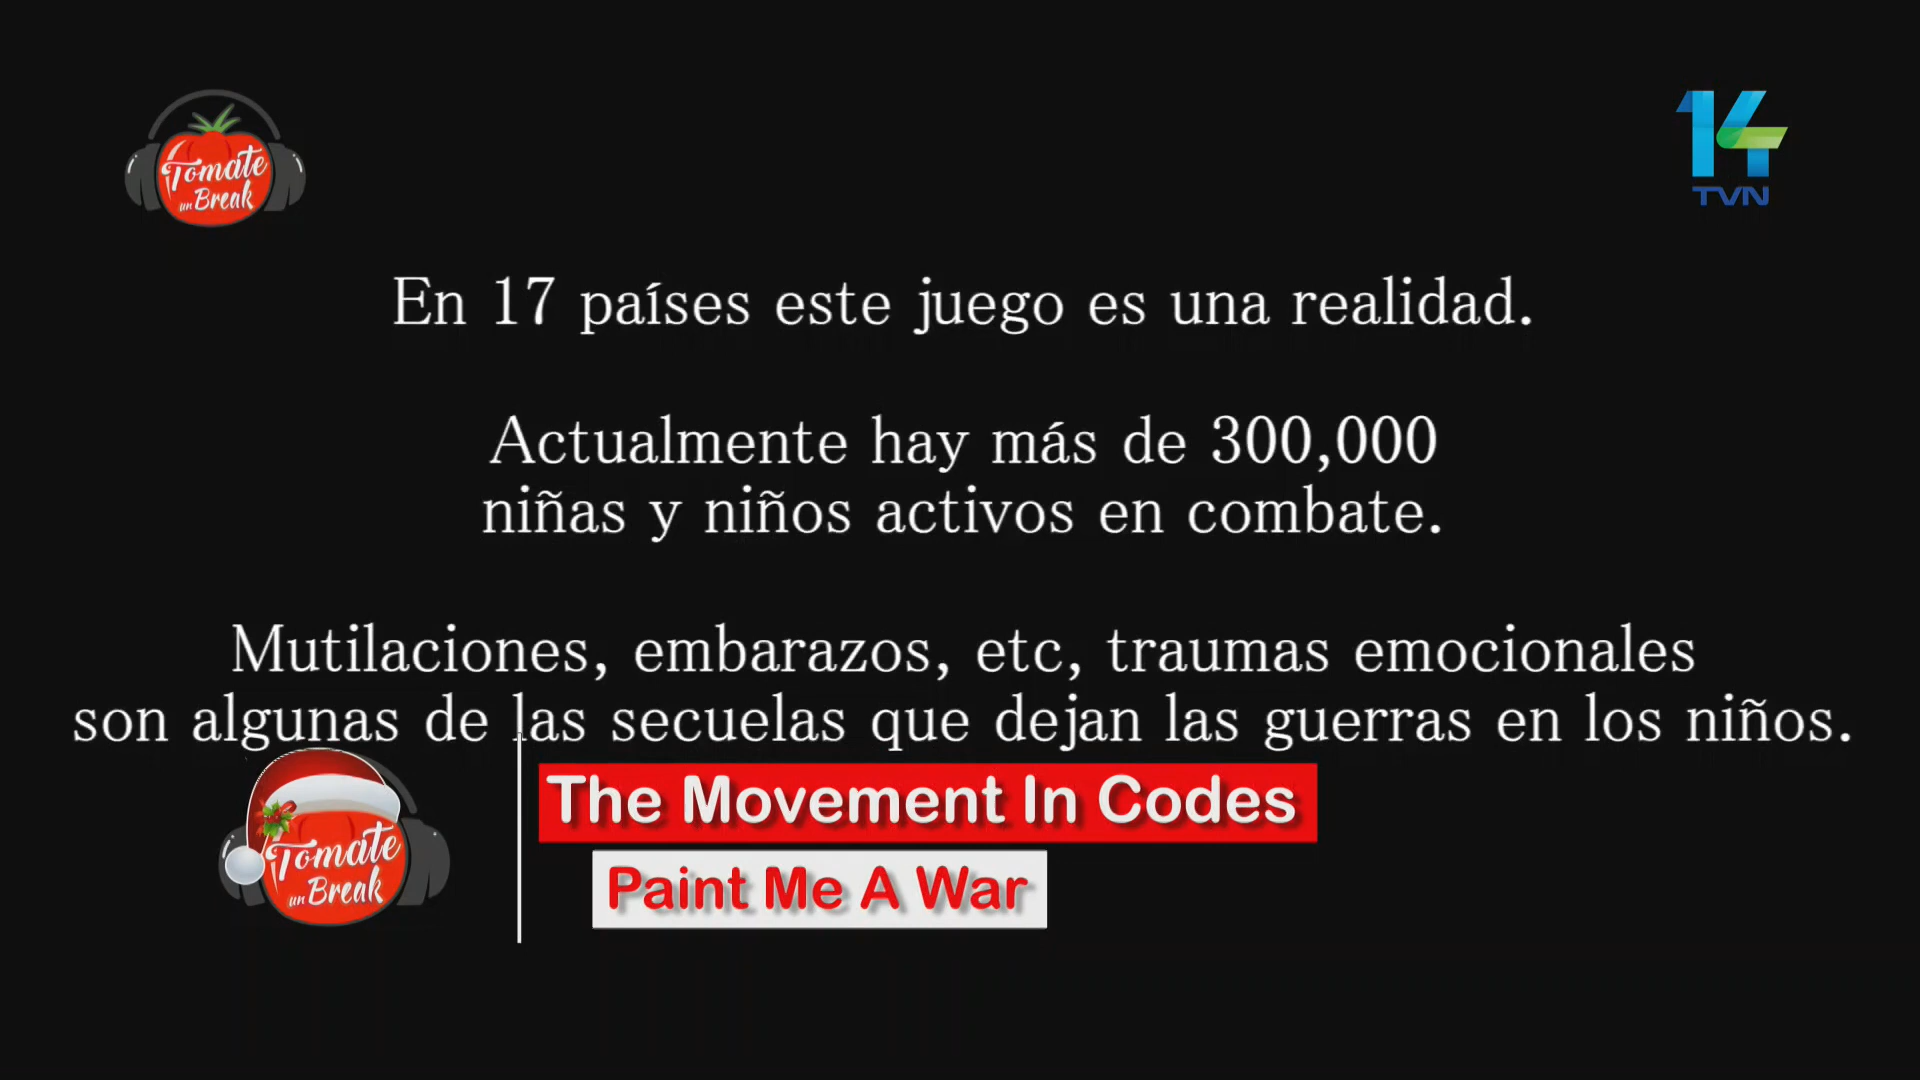 Tomate
un Break
14
TVN
En 17 países este juego es una realidad.
Actualmente hay más de 300,000
niñas y niños activos en combate.
Mutilaciones, embarazos, etc, traumas emocionales
son algunas de las secuelas que dejan las guerras en los niños.
Tomate
un Break
The Movement In Codes
Paint Me A War